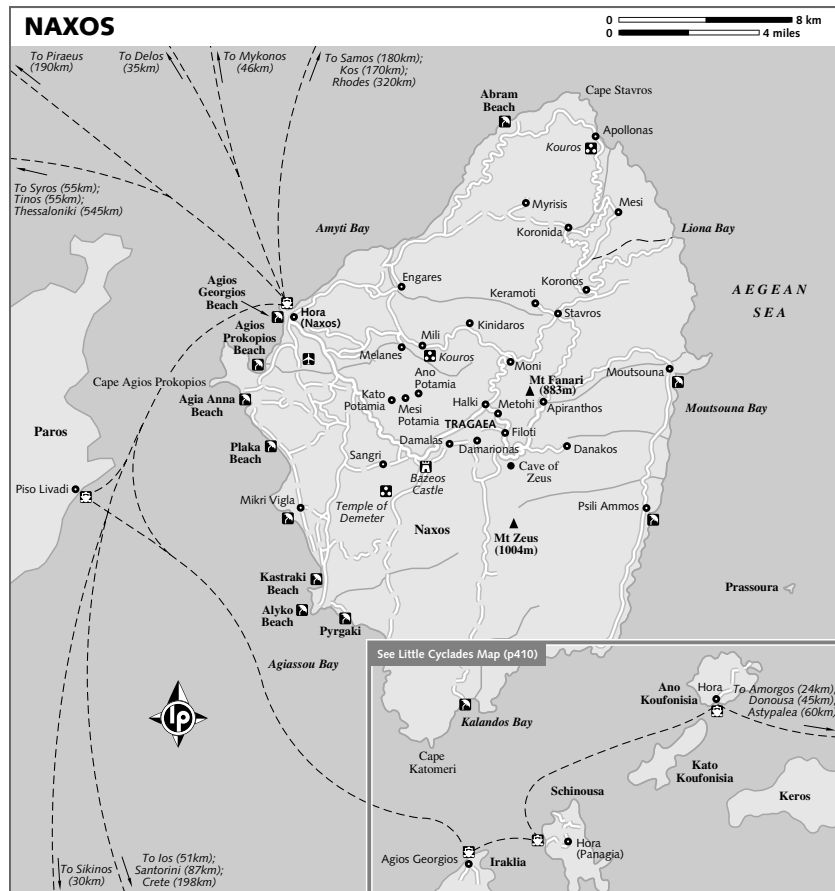 NAXOS
0 8 km
0 4 miles
To Piraeus
(190km)
To Delos
(35km)
To Mykonos
(46km)
To Samos (180km);
Kos (170km);
Rhodes (320km)
Abram
Beach
Cape Stavros
Apollonas
Kouros
To Syros (55km);
Tinos (55km);
Thessaloniki (545km)
Myrisis
Mesi
Amyti Bay
Koronida
Liona Bay
Agios
Georgios
Beach
Engares
Koronos
Keramoti
AEGEAN
SEA
Hora
(Naxos)
Stavros
Kinidaros
Agios
Prokopios
Beach
Mili
Melanes
Kouros
Moni
Moutsouna
Cape Agios Prokopios
Ano
Potamia
Mt Fanari
(883m)
Agia Anna
Beach
Kato
Potamia
Mesi
Potamia
Halki
Metohi
Apiranthos
Moutsouna Bay
TRAGAEA
Paros
Filoti
Plaka
Beach
Damalas
Damarionas
Danakos
Sangri
Cave of
Zeus
Bazeos
Castle
Piso Livadi
Mikri Vigla
Temple of
Demeter
Psili Ammos
Naxos
Mt Zeus
(1004m)
Kastraki
Beach
Prassoura
Alyko
Beach
Pyrgaki
Agiassou Bay
See Little Cyclades Map (p410)
Ano
Koufonisia
Hora
To Amorgos (24km);
Donousa (45km);
Astypalea (60km)
lp
Kalandos Bay
Cape
Katomeri
Kato
Koufonisia
Schinousa
Keros
Agios Georgios
Iraklia
Hora
(Panagia)
To Sikinos
(30km)
To Ios (51km);
Santorini (87km);
Crete (198km)